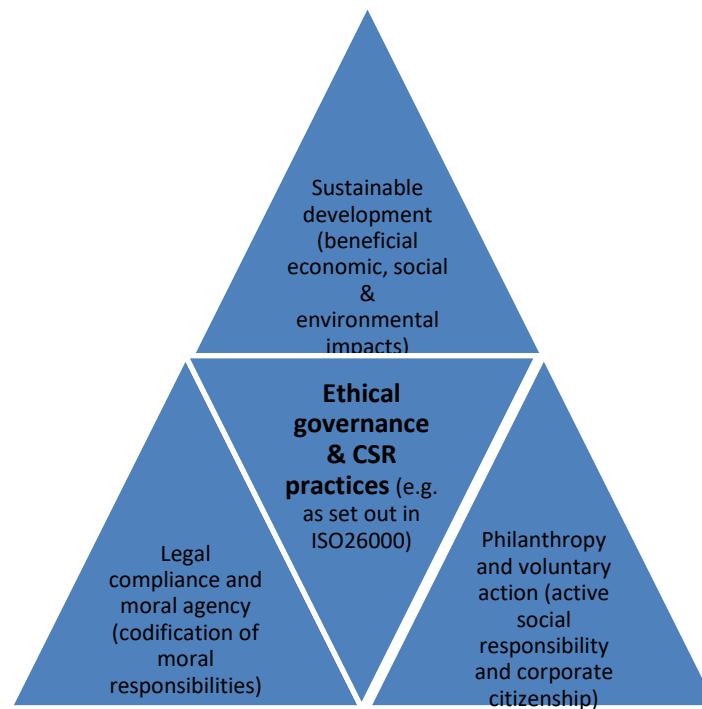 Sustainable
development
(beneficial
economic, social
&
environmental
impacts)
Ethical
governance
& CSR
practices (e.g.
as set out in
ISO26000)
Legal
compliance and
moral agency
(codification of
moral
responsibilities)
Philanthropy
and voluntary
action (active
social
responsibility
and corporate
citizenship)